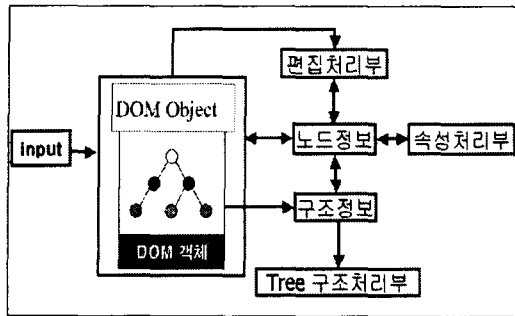 편집처리부
DOM Object
input
노드정보
속성처리부
구조정보
DOM 객체
Tree 구조처리부